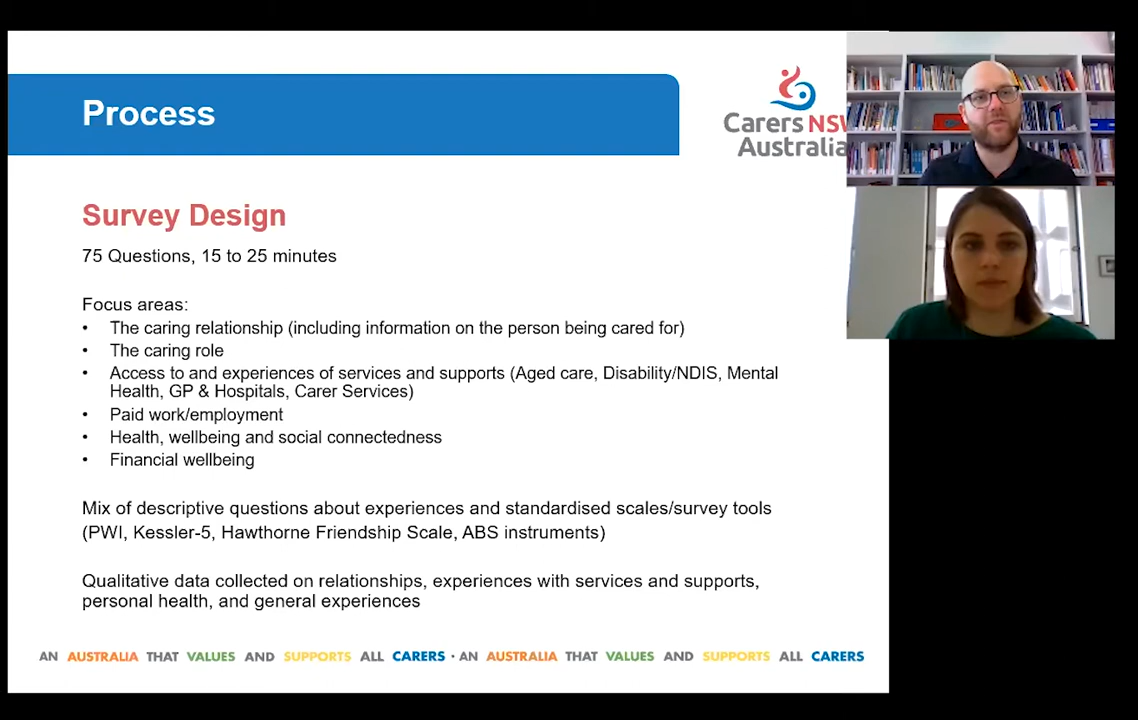 Process
Carers NSW
Australia
Survey Design
75 Questions, 15 to 25 minutes
Focus areas:
• The caring relationship (including information on the person being cared for)
• The caring role
• Access to and experiences of services and supports (Aged care, Disability/NDIS, Mental
Health, GP & Hospitals, Carer Services)
• Paid work/employment
• Health, wellbeing and social connectedness
• Financial wellbeing
Mix of descriptive questions about experiences and standardised scales/survey tools
(PWI, Kessler-5, Hawthorne Friendship Scale, ABS instruments)
Qualitative data collected on relationships, experiences with services and supports,
personal health, and general experiences
AN AUSTRALIA THAT VALUES AND SUPPORTS ALL CARERS · AN AUSTRALIA THAT VALUES AND SUPPORTS ALL CARERS